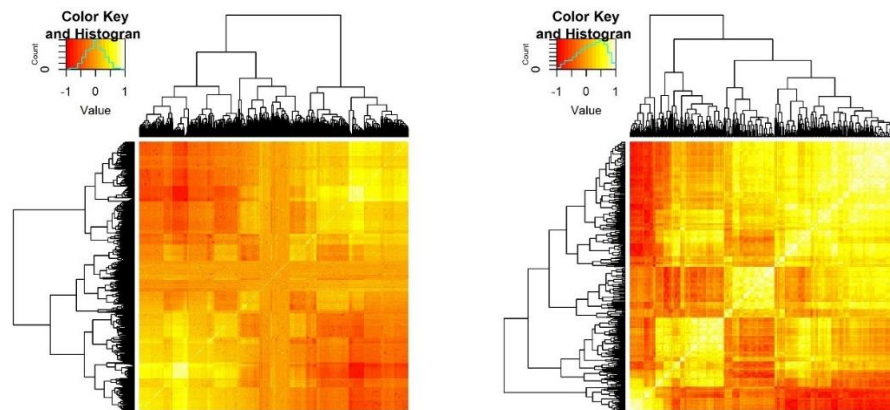 Color Key
and Histogran
Count
0
-1 0 1
Value
Color Key
and Histogran
Count
0
-1 0 1
Value